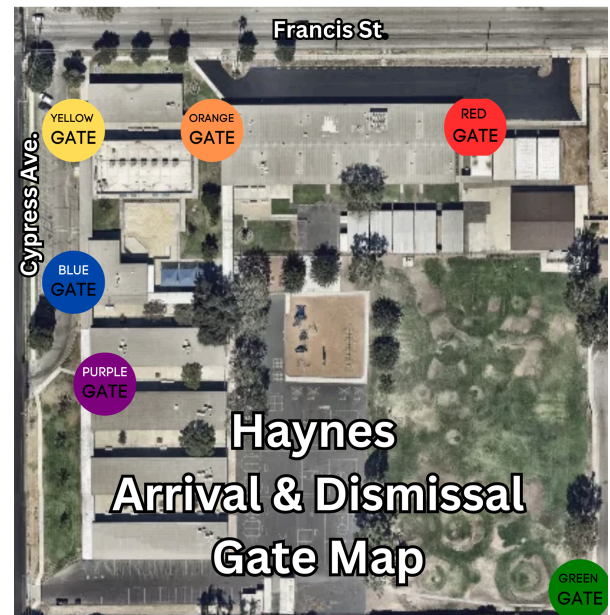 Francis St.
YELLOW
GATE
ORANGE
GATE
RED
GATE
Cypress Ave.
BLUE
GATE
PURPLE
GATE
Haynes
Arrival & Dismissal
Gate Map
GREEN
GATE